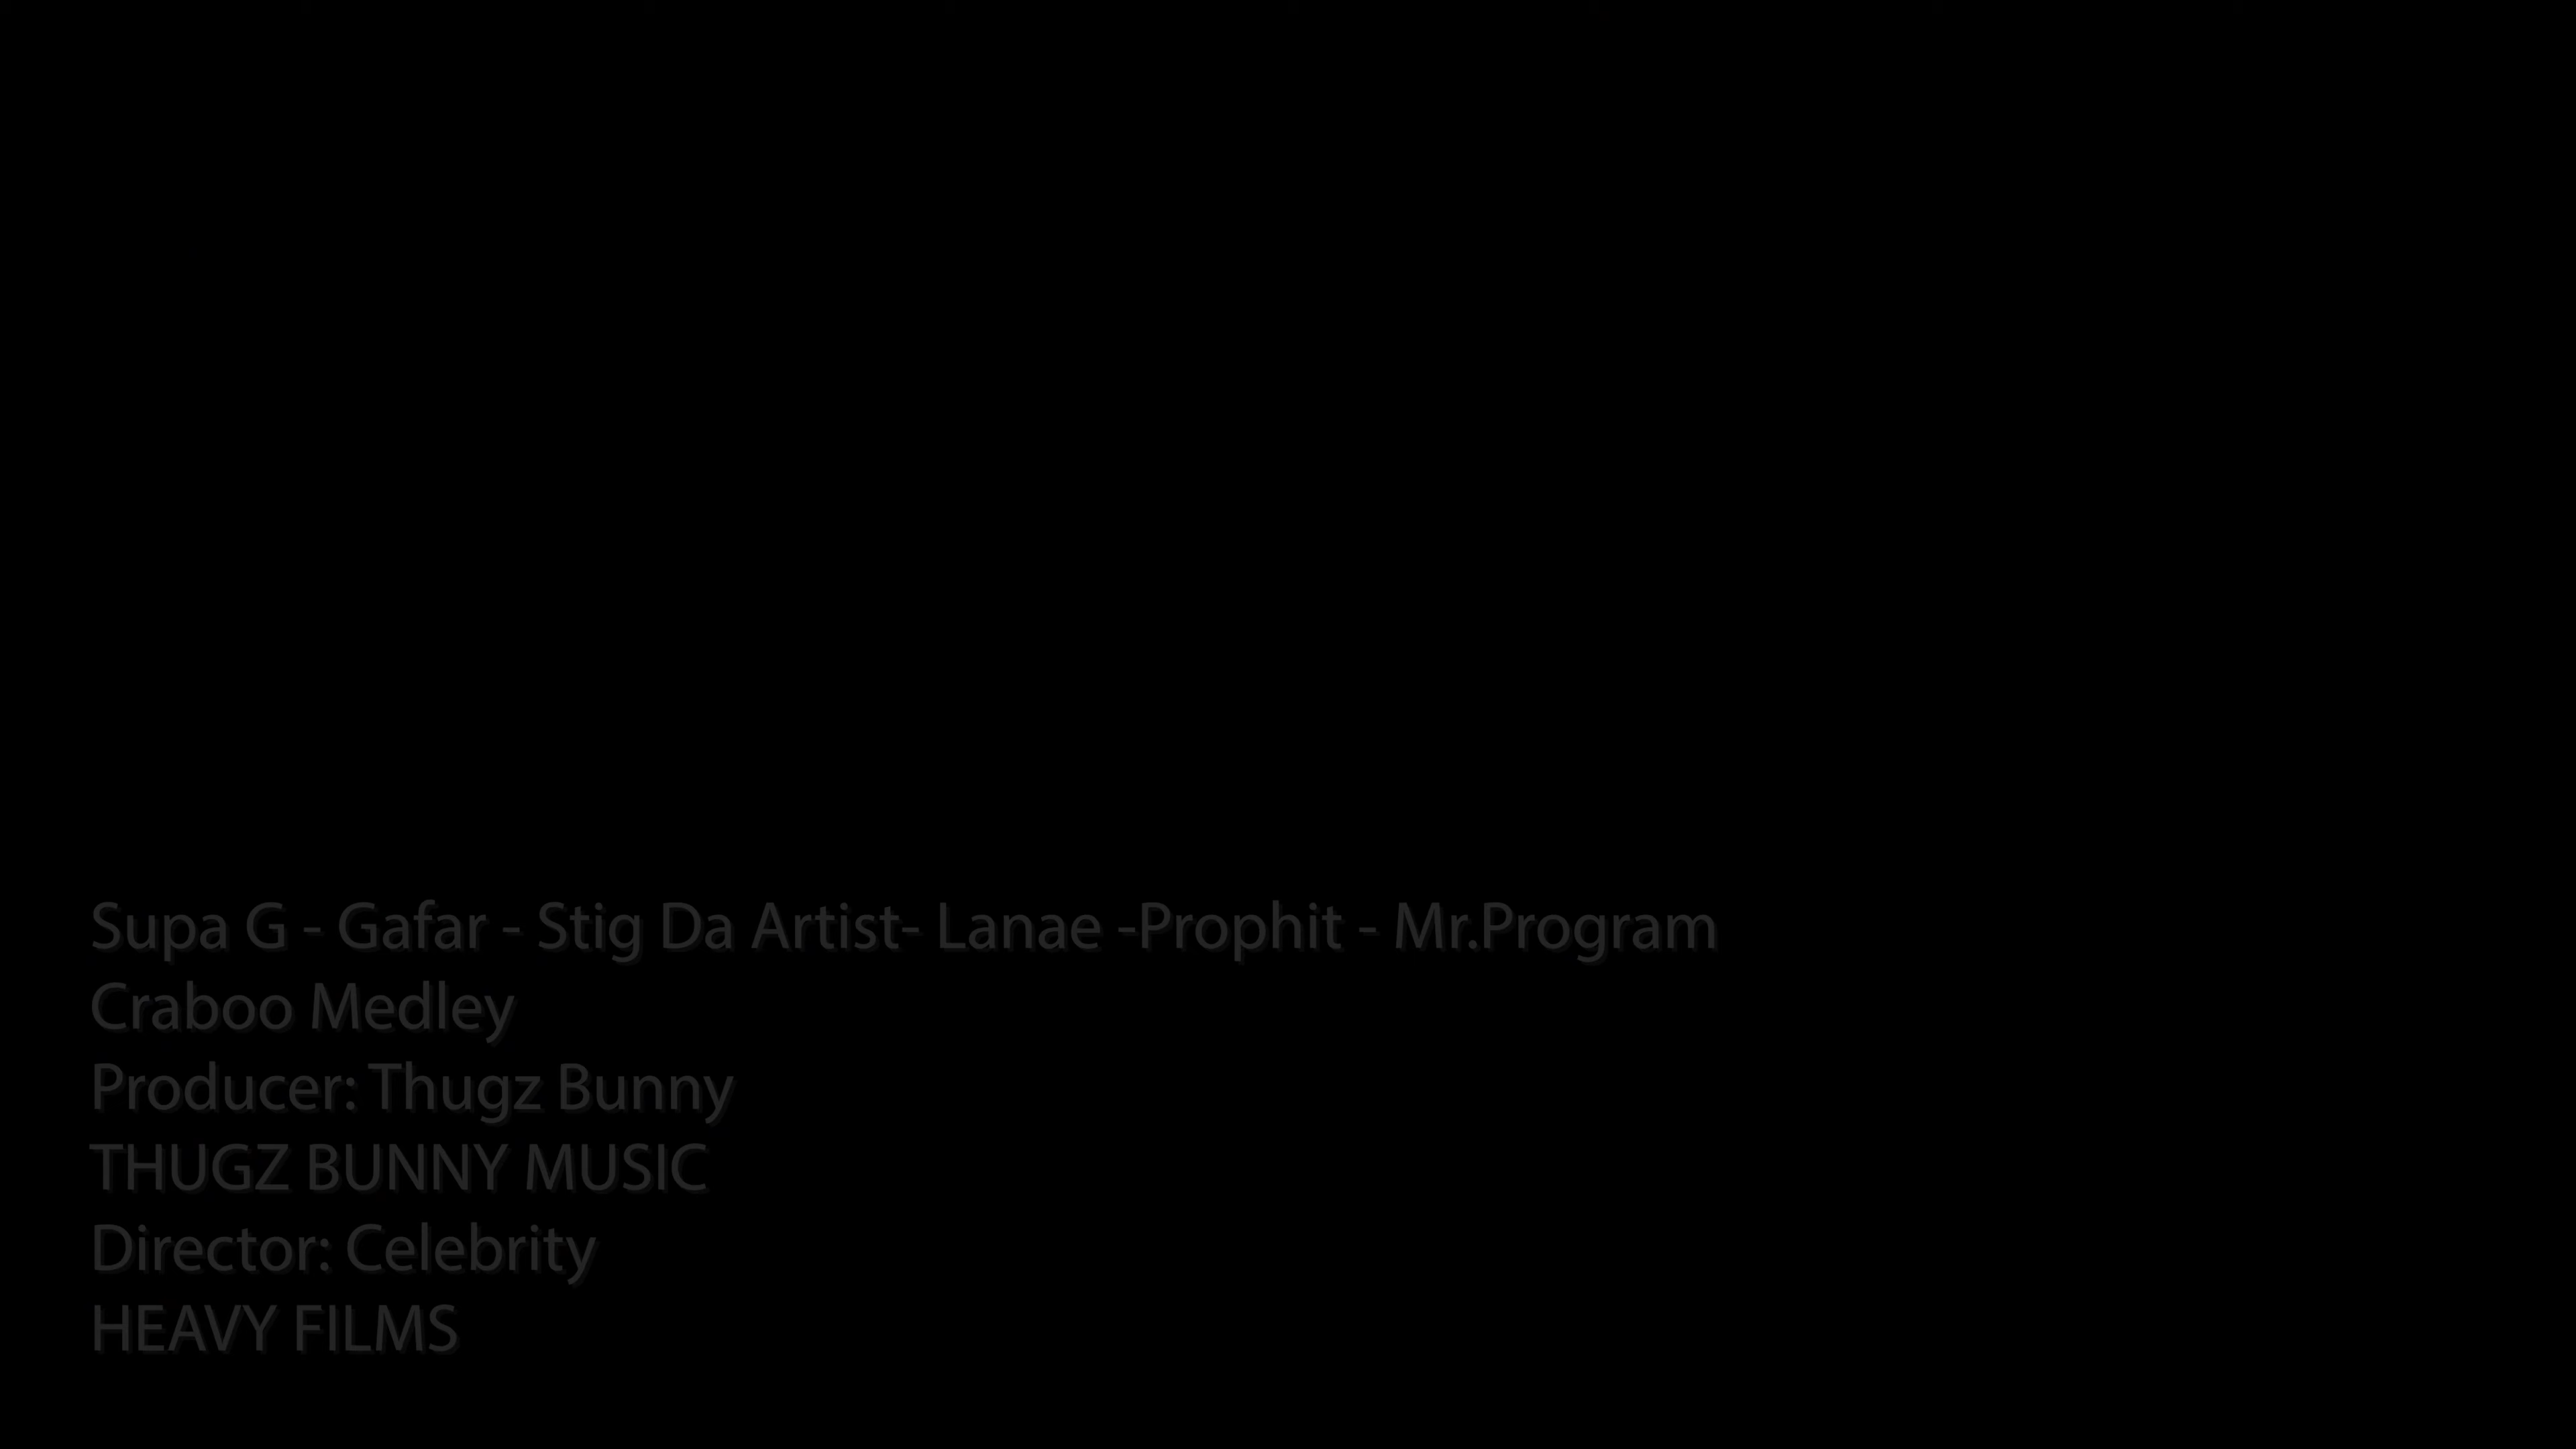 Supa G - Gafar - Stig Da Artist- Lanae -Prophit - Mr.Program
Craboo Medley
Producer: Thugz Bunny
THUGZ BUNNY MUSIC
Director: Celebrity
HEAVY FILMS